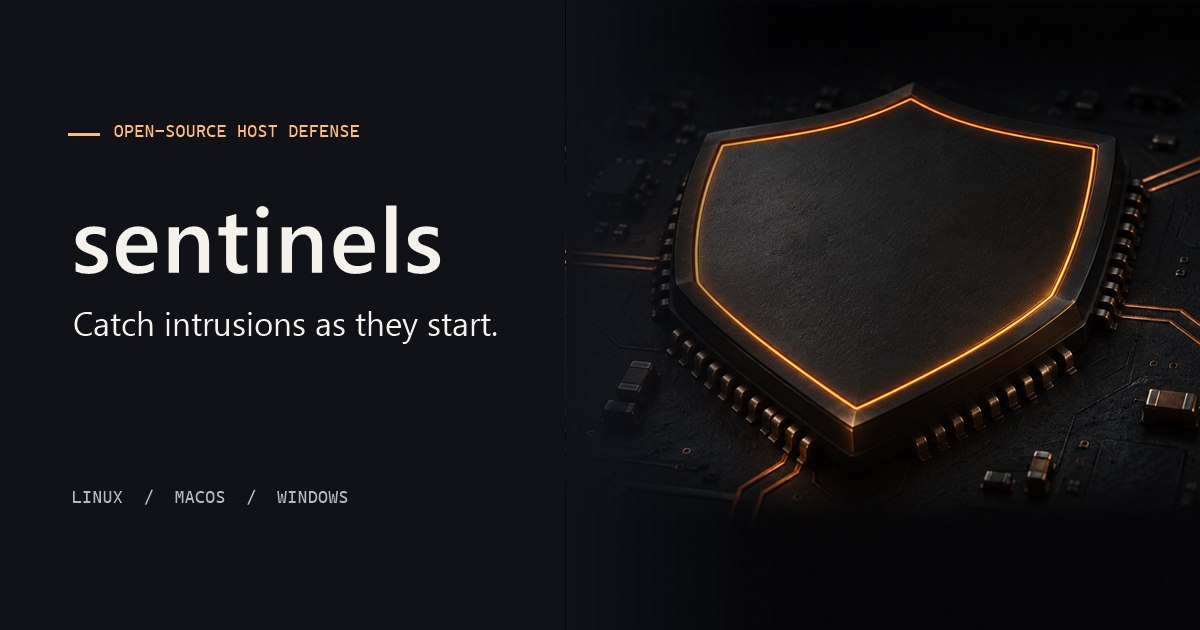 OPEN-SOURCE HOST DEFENSE
sentinels
Catch intrusions as they start.
LINUX / MACOS / WINDOWS